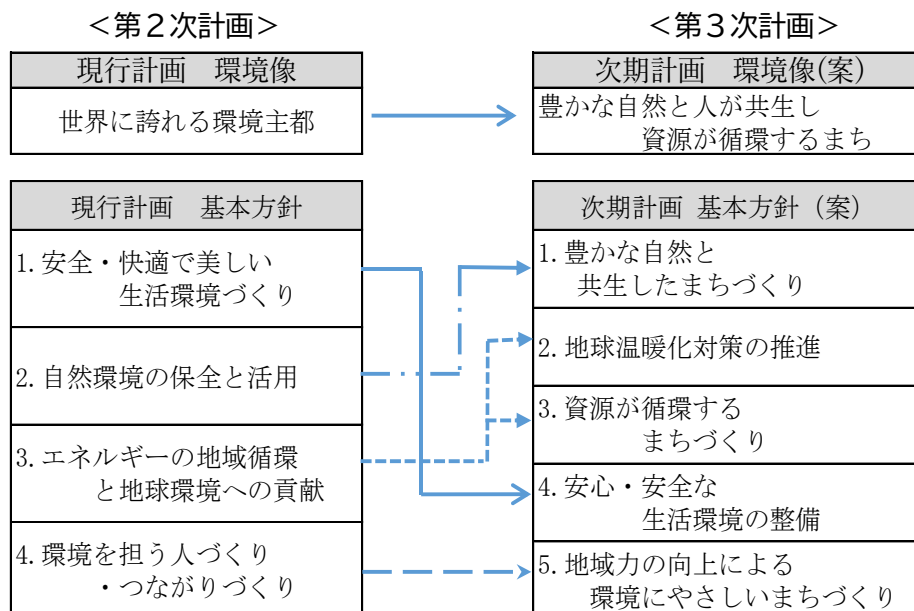 ＜第２次計画＞
現行計画　環境像
世界に誇れる環境主都
現行計画　基本方針
1.安全・快適で美しい
生活環境づくり
2.自然環境の保全と活用
3.エネルギーの地域循環
と地球環境への貢献
4.環境を担う人づくり
・つながりづくり
＜第３次計画＞
次期計画　環境像(案)
豊かな自然と人が共生し
資源が循環するまち
次期計画 基本方針（案）
1.豊かな自然と
共生したまちづくり
2.地球温暖化対策の推進
3.資源が循環する
まちづくり
4.安心・安全な
生活環境の整備
5.地域力の向上による
環境にやさしいまちづくり